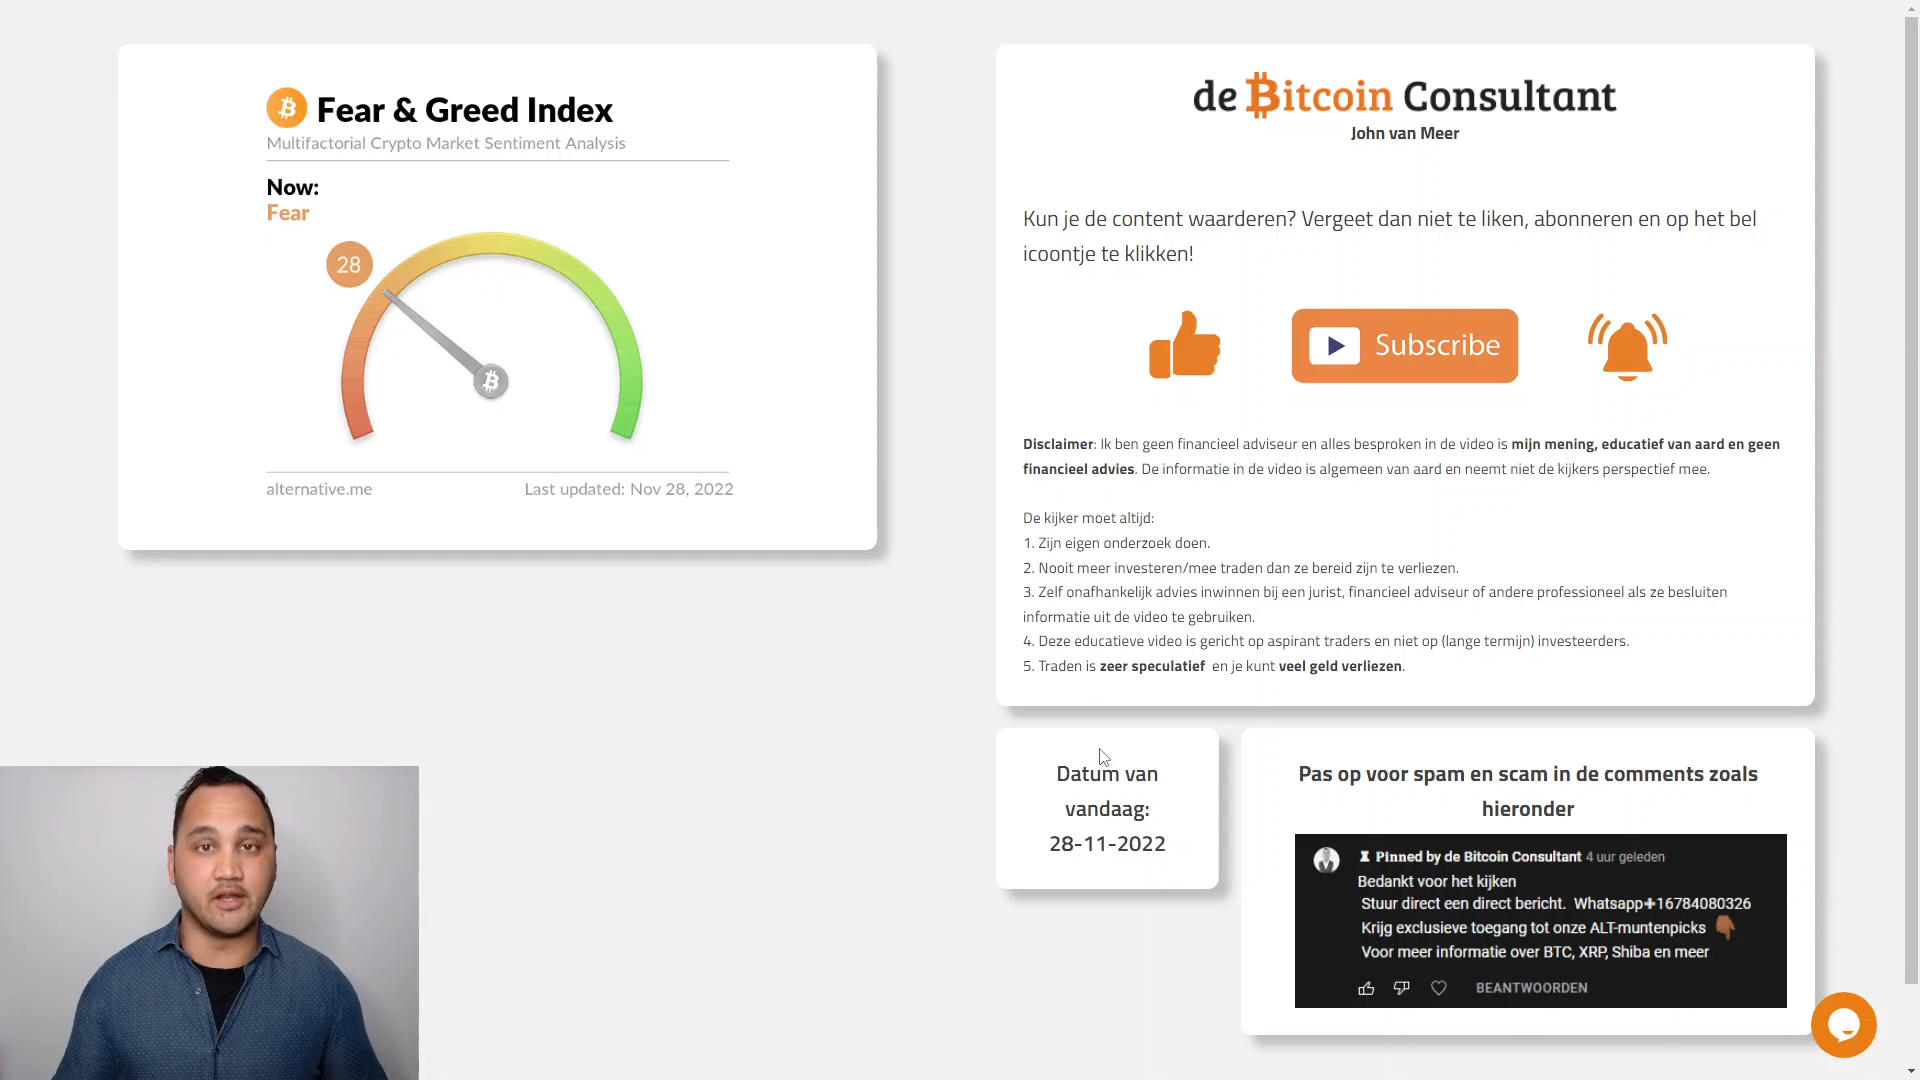 Fear & Greed Index
Multifactorial Crypto Market Sentiment Analysis
Now:
Fear
28
alternative.me
Last updated: Nov 28, 2022
de Bitcoin Consultant
John van Meer
Kun je de content waarderen? Vergeet dan niet te liken, abonneren en op het bel
icoontje te klikken!
Subscribe
Disclaimer: Ik ben geen financieel adviseur en alles besproken in de video is mijn mening, educatief van aard en geen
financieel advies. De informatie in de video is algemeen van aard en neemt niet de kijkers perspectief mee.
De kijker moet altijd:
1. Zijn eigen onderzoek doen.
2. Nooit meer investeren/mee traden dan ze bereid zijn te verliezen.
3. Zelf onafhankelijk advies inwinnen bij een jurist, financieel adviseur of andere professioneel als ze besluiten
informatie uit de video te gebruiken.
4. Deze educatieve video is gericht op aspirant traders en niet op (lange termijn) investeerders.
5. Traden is zeer speculatief en je kunt veel geld verliezen.
Datum van
vandaag:
28-11-2022
Pas op voor spam en scam in de comments zoals
hieronder
Pinned by de Bitcoin Consultant 4 uur geleden
Bedankt voor het kijken
Stuur direct een direct bericht. Whatsapp+16784080326
Krijg exclusieve toegang tot onze ALT-muntenpicks
Voor meer informatie over BTC, XRP, Shiba en meer
BEANTWOORDEN